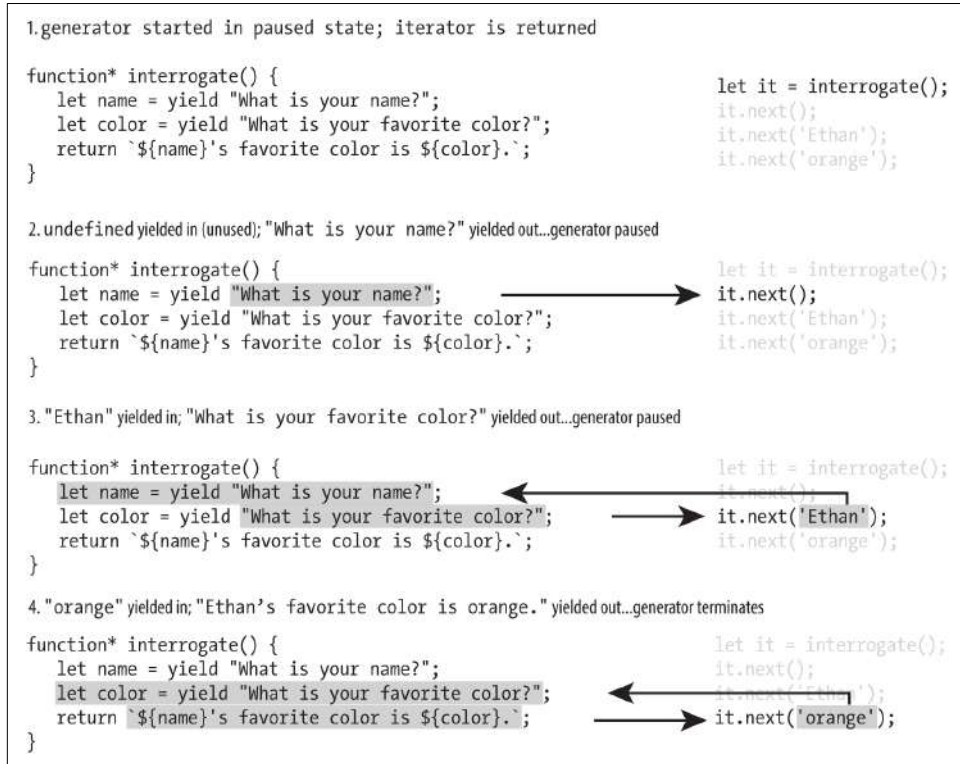 1. generator started in paused state; iterator is returned
function* interrogate() {
let name = yield "What is your name?";
let color = yield "What is your favorite color?";
return `${name}'s favorite color is ${color}.`;
}
let it = interrogate();
it.next();
it.next('Ethan');
it.next('orange');
2. undefined yielded in (unused); "What is your name?" yielded out...generator paused
function* interrogate() {
let name = yield "What is your name?";
let color = yield "What is your favorite color?";
return `${name}'s favorite color is ${color}.`;
}
let it = interrogate();
it.next();
it.next('Ethan');
it.next('orange');
3. "Ethan" yielded in; "What is your favorite color?" yielded out...generator paused
function* interrogate() {
let name = yield "What is your name?";
let color = yield "What is your favorite color?";
return `${name}'s favorite color is ${color}.`;
}
let it = interrogate();
it.next();
it.next('Ethan');
it.next('orange');
4. "orange" yielded in; "Ethan's favorite color is orange." yielded out...generator terminates
function* interrogate() {
let name = yield "What is your name?";
let color = yield "What is your favorite color?";
return `${name}'s favorite color is ${color}.`;
}
let it = interrogate();
it.next();
it.next('Ethan');
it.next('orange');